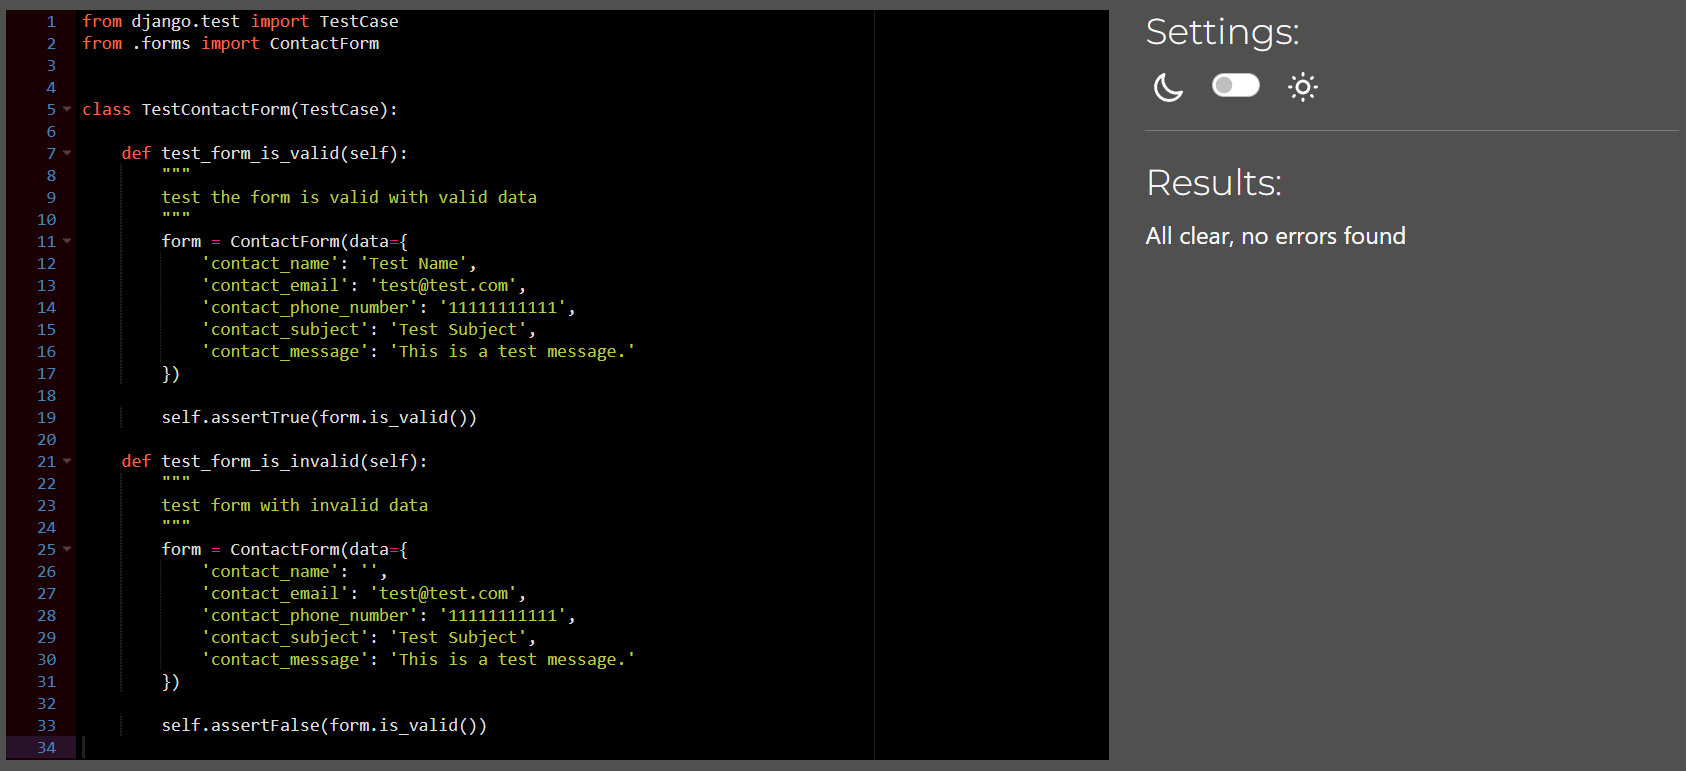 1 from django.test import TestCase
2 from .forms import ContactForm
3
4
5 class TestContactForm(TestCase):
6
7     def test_form_is_valid(self):
8         """
9         test the form is valid with valid data
10         """
11         form = ContactForm(data={
12             'contact_name': 'Test Name',
13             'contact_email': 'test@test.com',
14             'contact_phone_number': '11111111111',
15             'contact_subject': 'Test Subject',
16             'contact_message': 'This is a test message.'
17         })
18
19         self.assertTrue(form.is_valid())
20
21     def test_form_is_invalid(self):
22         """
23         test form with invalid data
24         """
25         form = ContactForm(data={
26             'contact_name': '',
27             'contact_email': 'test@test.com',
28             'contact_phone_number': '11111111111',
29             'contact_subject': 'Test Subject',
30             'contact_message': 'This is a test message.'
31         })
32
33         self.assertFalse(form.is_valid())
34
Settings:
Results:
All clear, no errors found